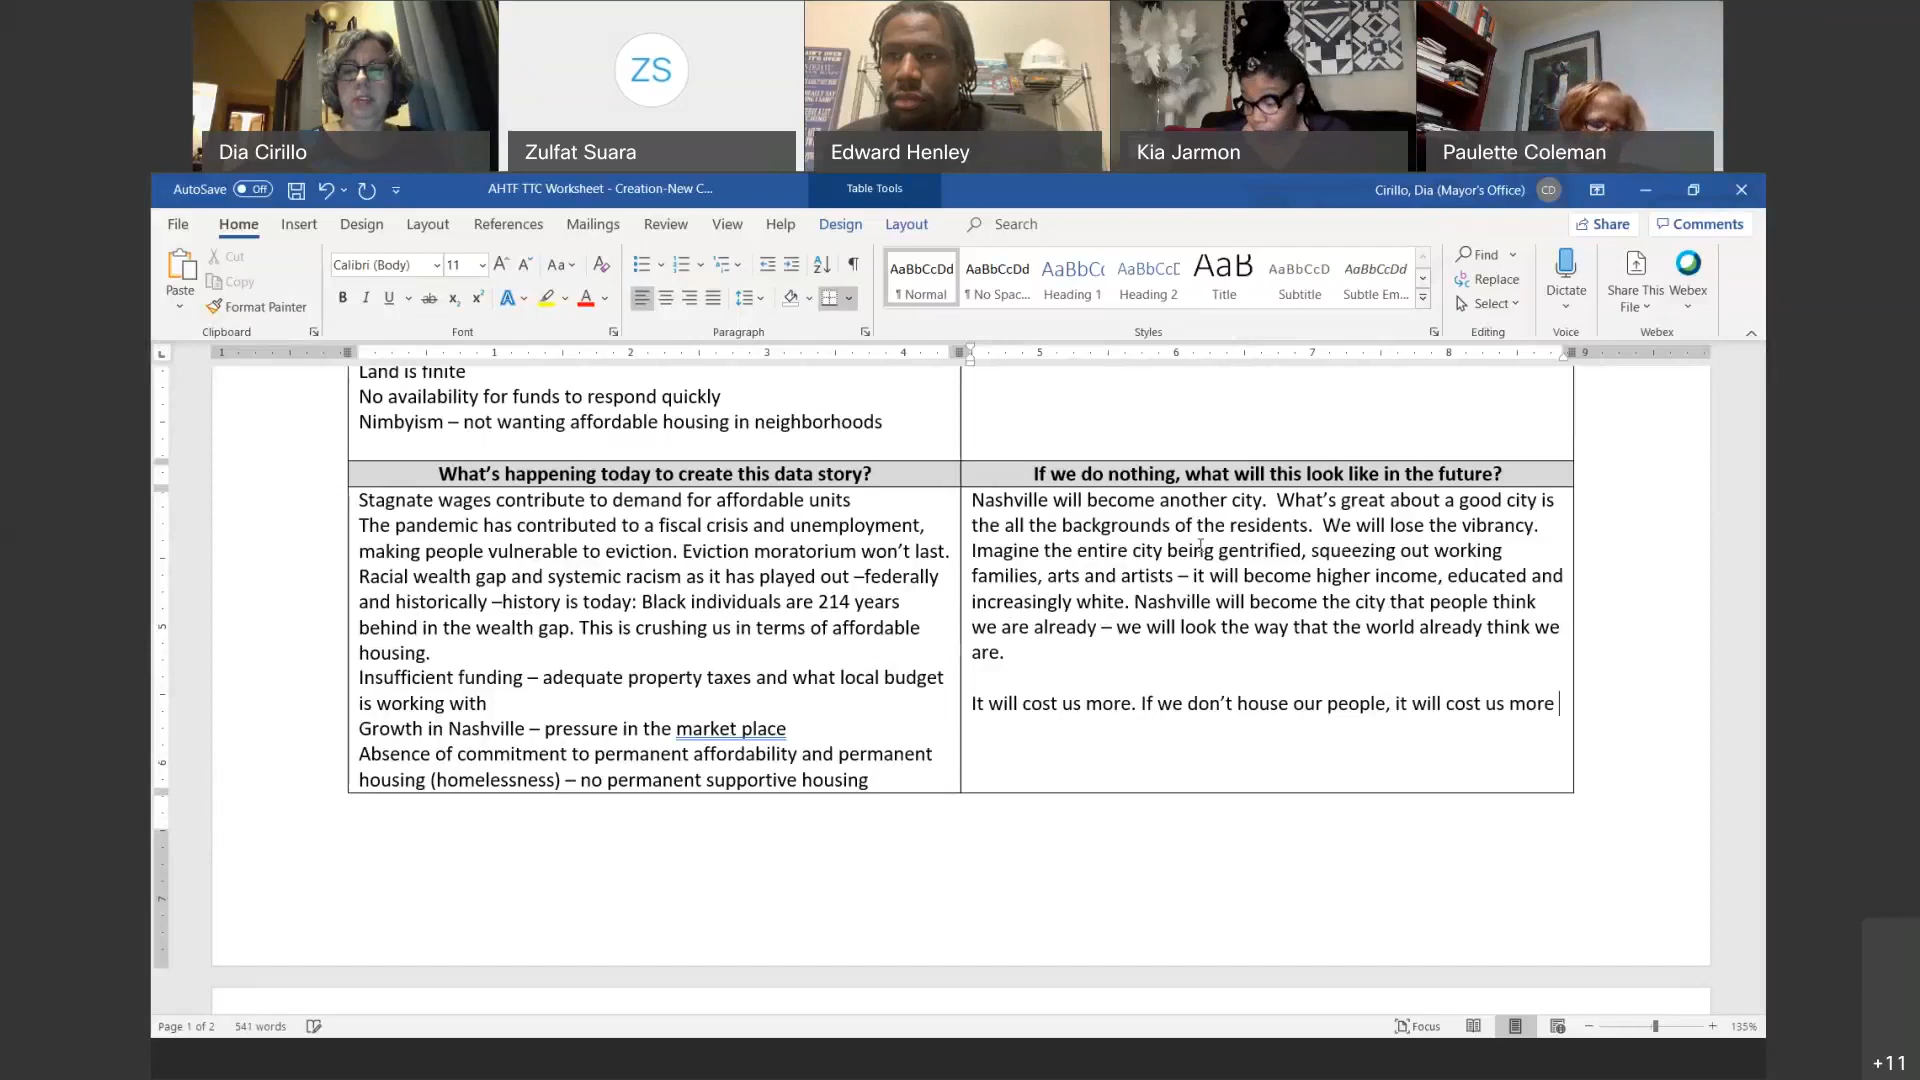 Dia Cirillo
ZS
Zulfat Suara
Edward Henley
Kia Jarmon
Paulette Coleman
AutoSave Off
AHTF TTC Worksheet - Creation-New C...
Table Tools
Cirillo, Dia (Mayor's Office) CD
File Home Insert Design Layout References Mailings Review View Help Design Layout Search Share Comments
Paste
Cut
Copy
Format Painter
Clipboard
Calibri (Body) 11
Font
Paragraph
AaBbCcDd AaBbCcDd AaBbCc AaBbCcE AaB AaBbCcD AaBbCcDd
¶ Normal ¶ No Spac... Heading 1 Heading 2 Title Subtitle Subtle Em...
Styles
Find
Replace
Select
Editing
Dictate
Voice
Share This File
Webex
Webex
1 1 2 3 4 5 6 7 8 9
Land is finite
No availability for funds to respond quickly
Nimbyism – not wanting affordable housing in neighborhoods
What's happening today to create this data story?
Stagnate wages contribute to demand for affordable units
The pandemic has contributed to a fiscal crisis and unemployment,
making people vulnerable to eviction. Eviction moratorium won't last.
Racial wealth gap and systemic racism as it has played out –federally
and historically –history is today: Black individuals are 214 years
behind in the wealth gap. This is crushing us in terms of affordable
housing.
Insufficient funding – adequate property taxes and what local budget
is working with
Growth in Nashville – pressure in the market place
Absence of commitment to permanent affordability and permanent
housing (homelessness) – no permanent supportive housing
If we do nothing, what will this look like in the future?
Nashville will become another city.  What's great about a good city is
the all the backgrounds of the residents.  We will lose the vibrancy.
Imagine the entire city being gentrified, squeezing out working
families, arts and artists – it will become higher income, educated and
increasingly white. Nashville will become the city that people think
we are already – we will look the way that the world already think we
are.
It will cost us more. If we don't house our people, it will cost us more
5
6
7
Page 1 of 2 541 words
Focus
135%
+11